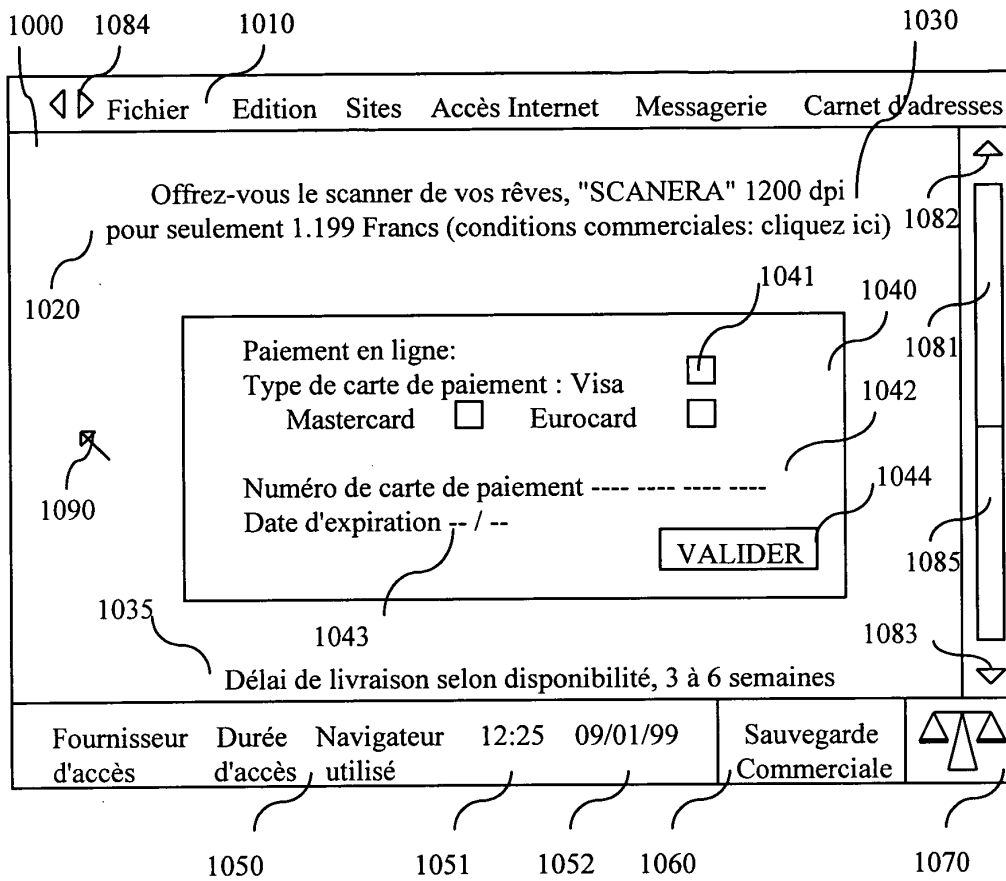 1000 1084 1010 1030
Fichier Edition Sites Accès Internet Messagerie Carnet d'adresses
Offrez-vous le scanner de vos rêves, "SCANERA" 1200 dpi
1082
pour seulement 1.199 Francs (conditions commerciales: cliquez ici)
1020
1041
1040
1081
Paiement en ligne:
Type de carte de paiement : Visa
1042
Mastercard Eurocard
1044
Numéro de carte de paiement ---- ---- ---- ----
1090
Date d'expiration -- / --
VALIDER
1085
1035
1043
1083
Délai de livraison selon disponibilité, 3 à 6 semaines
Fournisseur Durée Navigateur 12:25 09/01/99 Sauvegarde
d'accès d'accès utilisé Commerciale
1050 1051 1052 1060 1070